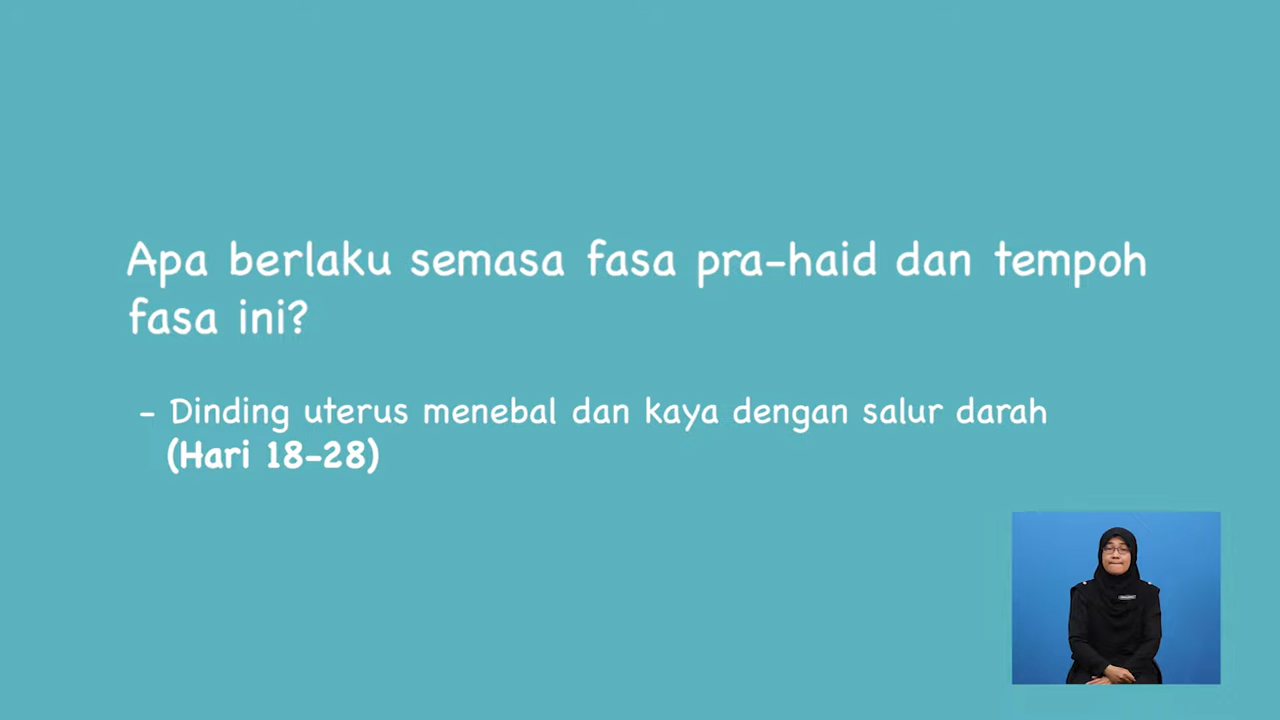 Apa berlaku semasa fasa pra-haid dan tempoh
fasa ini?
- Dinding uterus menebal dan kaya dengan salur darah
(Hari 18-28)